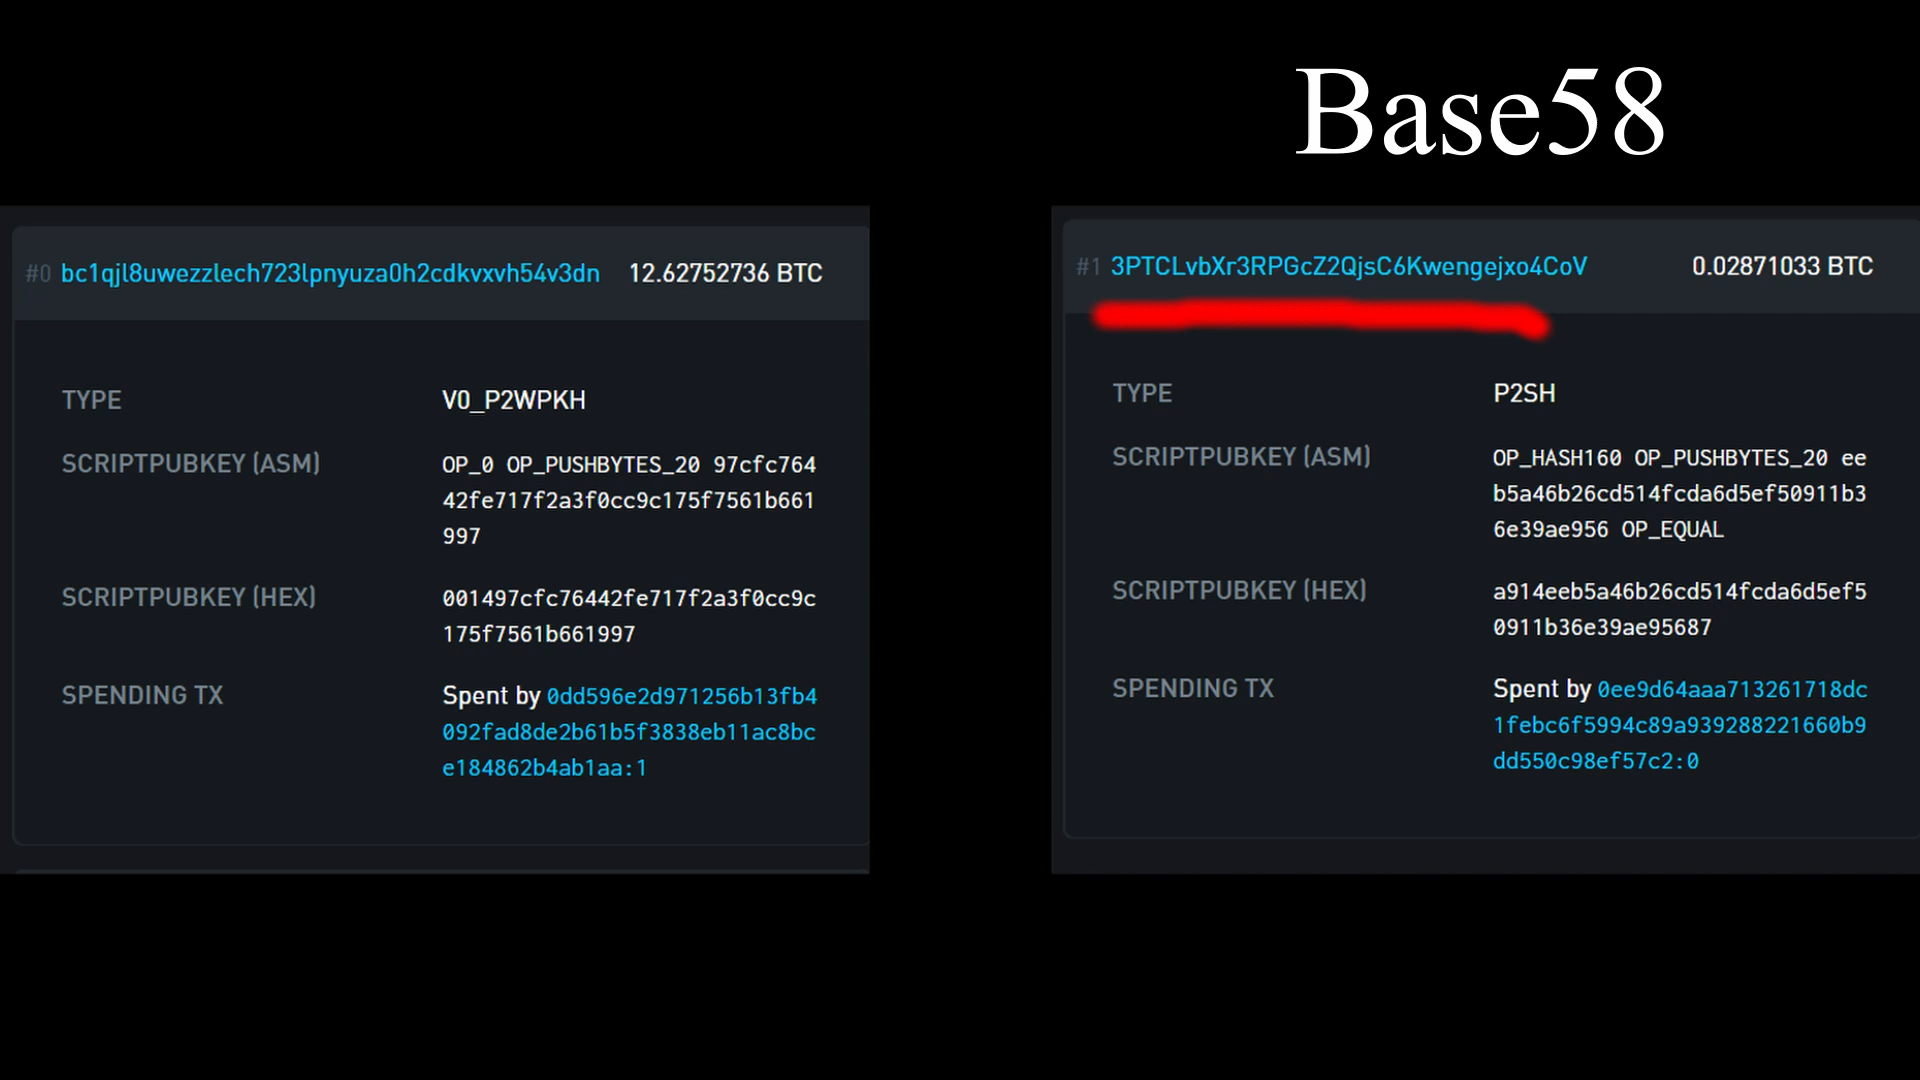 Base58
#0 bc1qjl8uwezzlech723lpnyuza0h2cdkvxvh54v3dn 12.62752736 BTC
TYPE V0_P2WPKH
SCRIPTPUBKEY (ASM) OP_0 OP_PUSHBYTES_20 97cfc764
42fe717f2a3f0cc9c175f7561b661
997
SCRIPTPUBKEY (HEX) 001497cfc76442fe717f2a3f0cc9c
175f7561b661997
SPENDING TX Spent by 0dd596e2d971256b13fb4
092fad8de2b61b5f3838eb11ac8bc
e184862b4ab1aa:1
#1 3PTCLvbXr3RPGcZ2QjsC6Kwengejxo4CoV 0.02871033 BTC
TYPE P2SH
SCRIPTPUBKEY (ASM) OP_HASH160 OP_PUSHBYTES_20 ee
b5a46b26cd514fcda6d5ef50911b3
6e39ae956 OP_EQUAL
SCRIPTPUBKEY (HEX) a914eeb5a46b26cd514fcda6d5ef5
0911b36e39ae95687
SPENDING TX Spent by 0ee9d64aaa713261718dc
1febc6f5994c89a939288221660b9
dd550c98ef57c2:0